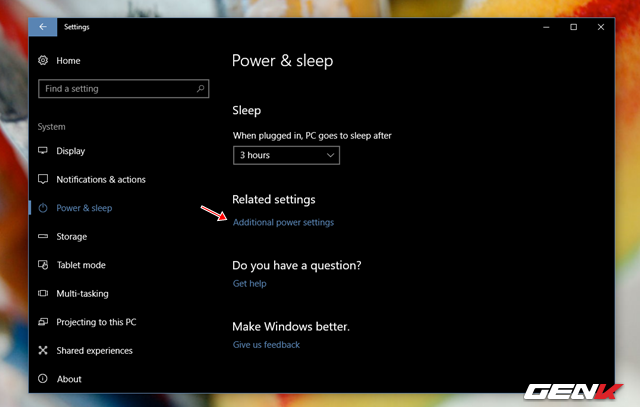 Settings
Home
Find a setting
System
Display
Notifications & actions
Power & sleep
Storage
Tablet mode
Multi-tasking
Projecting to this PC
Shared experiences
About
Power & sleep
Sleep
When plugged in, PC goes to sleep after
3 hours
Related settings
Additional power settings
Do you have a question?
Get help
Make Windows better.
Give us feedback
GENK